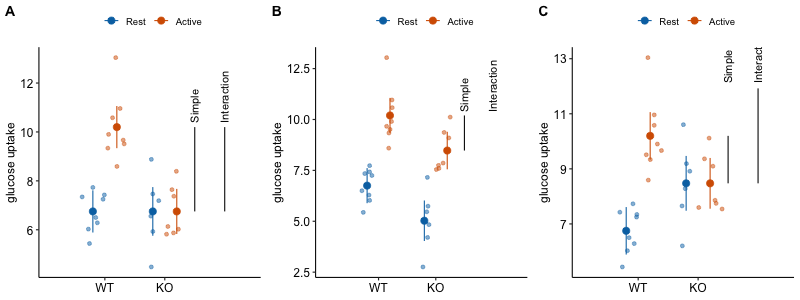 A
Rest Active
glucose uptake
12
10
8
6
Simple
Interaction
WT KO
B
Rest Active
glucose uptake
12.5
10.0
7.5
5.0
2.5
Simple
Interaction
WT KO
C
Rest Active
glucose uptake
13
11
9
7
Simple
Interact
WT KO